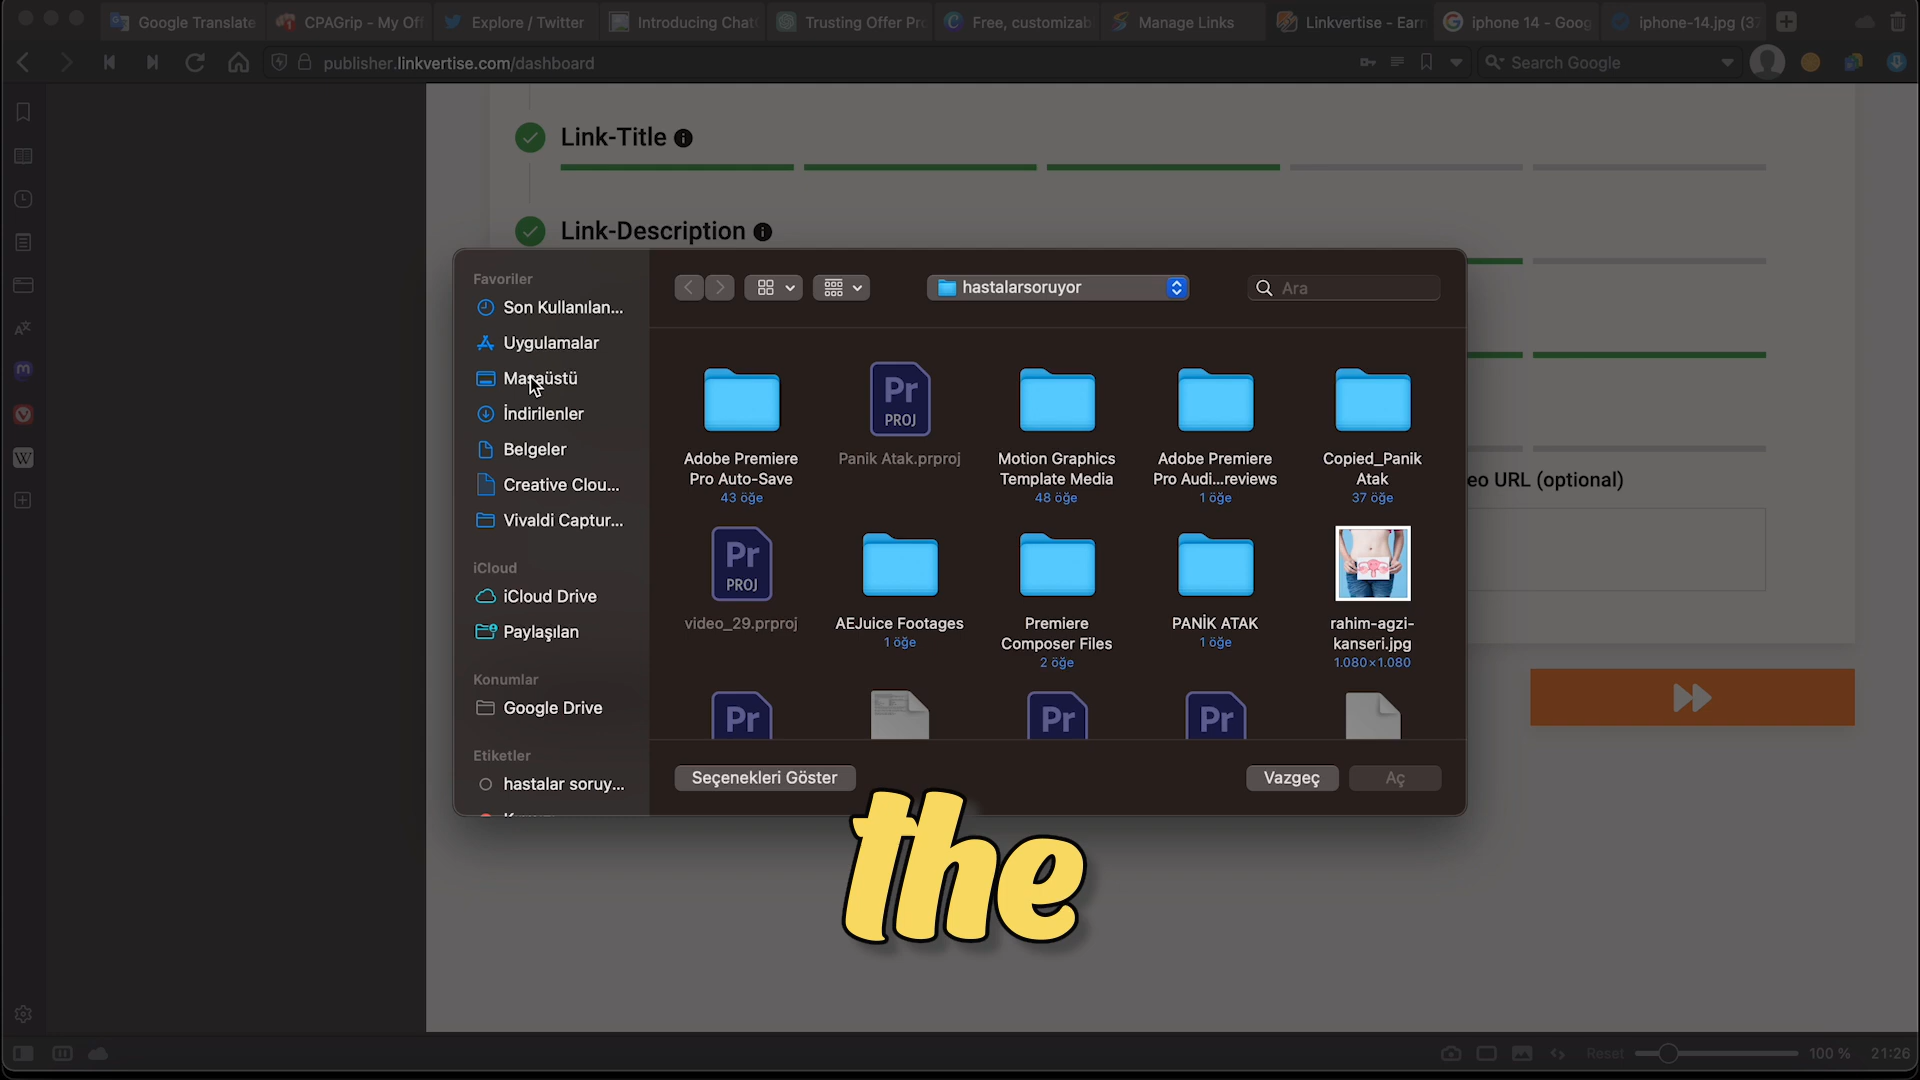 Google Translate
CPAGrip - My Off
Explore / Twitter
Introducing Chat
Trusting Offer Pr
Free, customizab
Manage Links
Linkvertise - Earn
iphone 14 - Goog
iphone-14.jpg (37
publisher.linkvertise.com/dashboard
Search Google
Link-Title
Link-Description
Favoriler
Son Kullanılan...
Uygulamalar
Masaüstü
İndirilenler
Belgeler
Creative Clou...
Vivaldi Captur...
iCloud
iCloud Drive
Paylaşılan
Konumlar
Google Drive
Etiketler
hastalar soruy...
hastalarsoruyor
Ara
Adobe Premiere
Pro Auto-Save
43 öğe
Pr
PROJ
Panik Atak.prproj
Motion Graphics
Template Media
48 öğe
Adobe Premiere
Pro Audi...reviews
1 öğe
Copied_Panik
Atak
37 öğe
Pr
PROJ
video_29.prproj
AEJuice Footages
1 öğe
Premiere
Composer Files
2 öğe
PANİK ATAK
1 öğe
rahim-agzi-
kanseri.jpg
1.080×1.080
Pr
Pr
Pr
Seçenekleri Göster
Vazgeç
Aç
eo URL (optional)
the
Reset
100 %
21:26